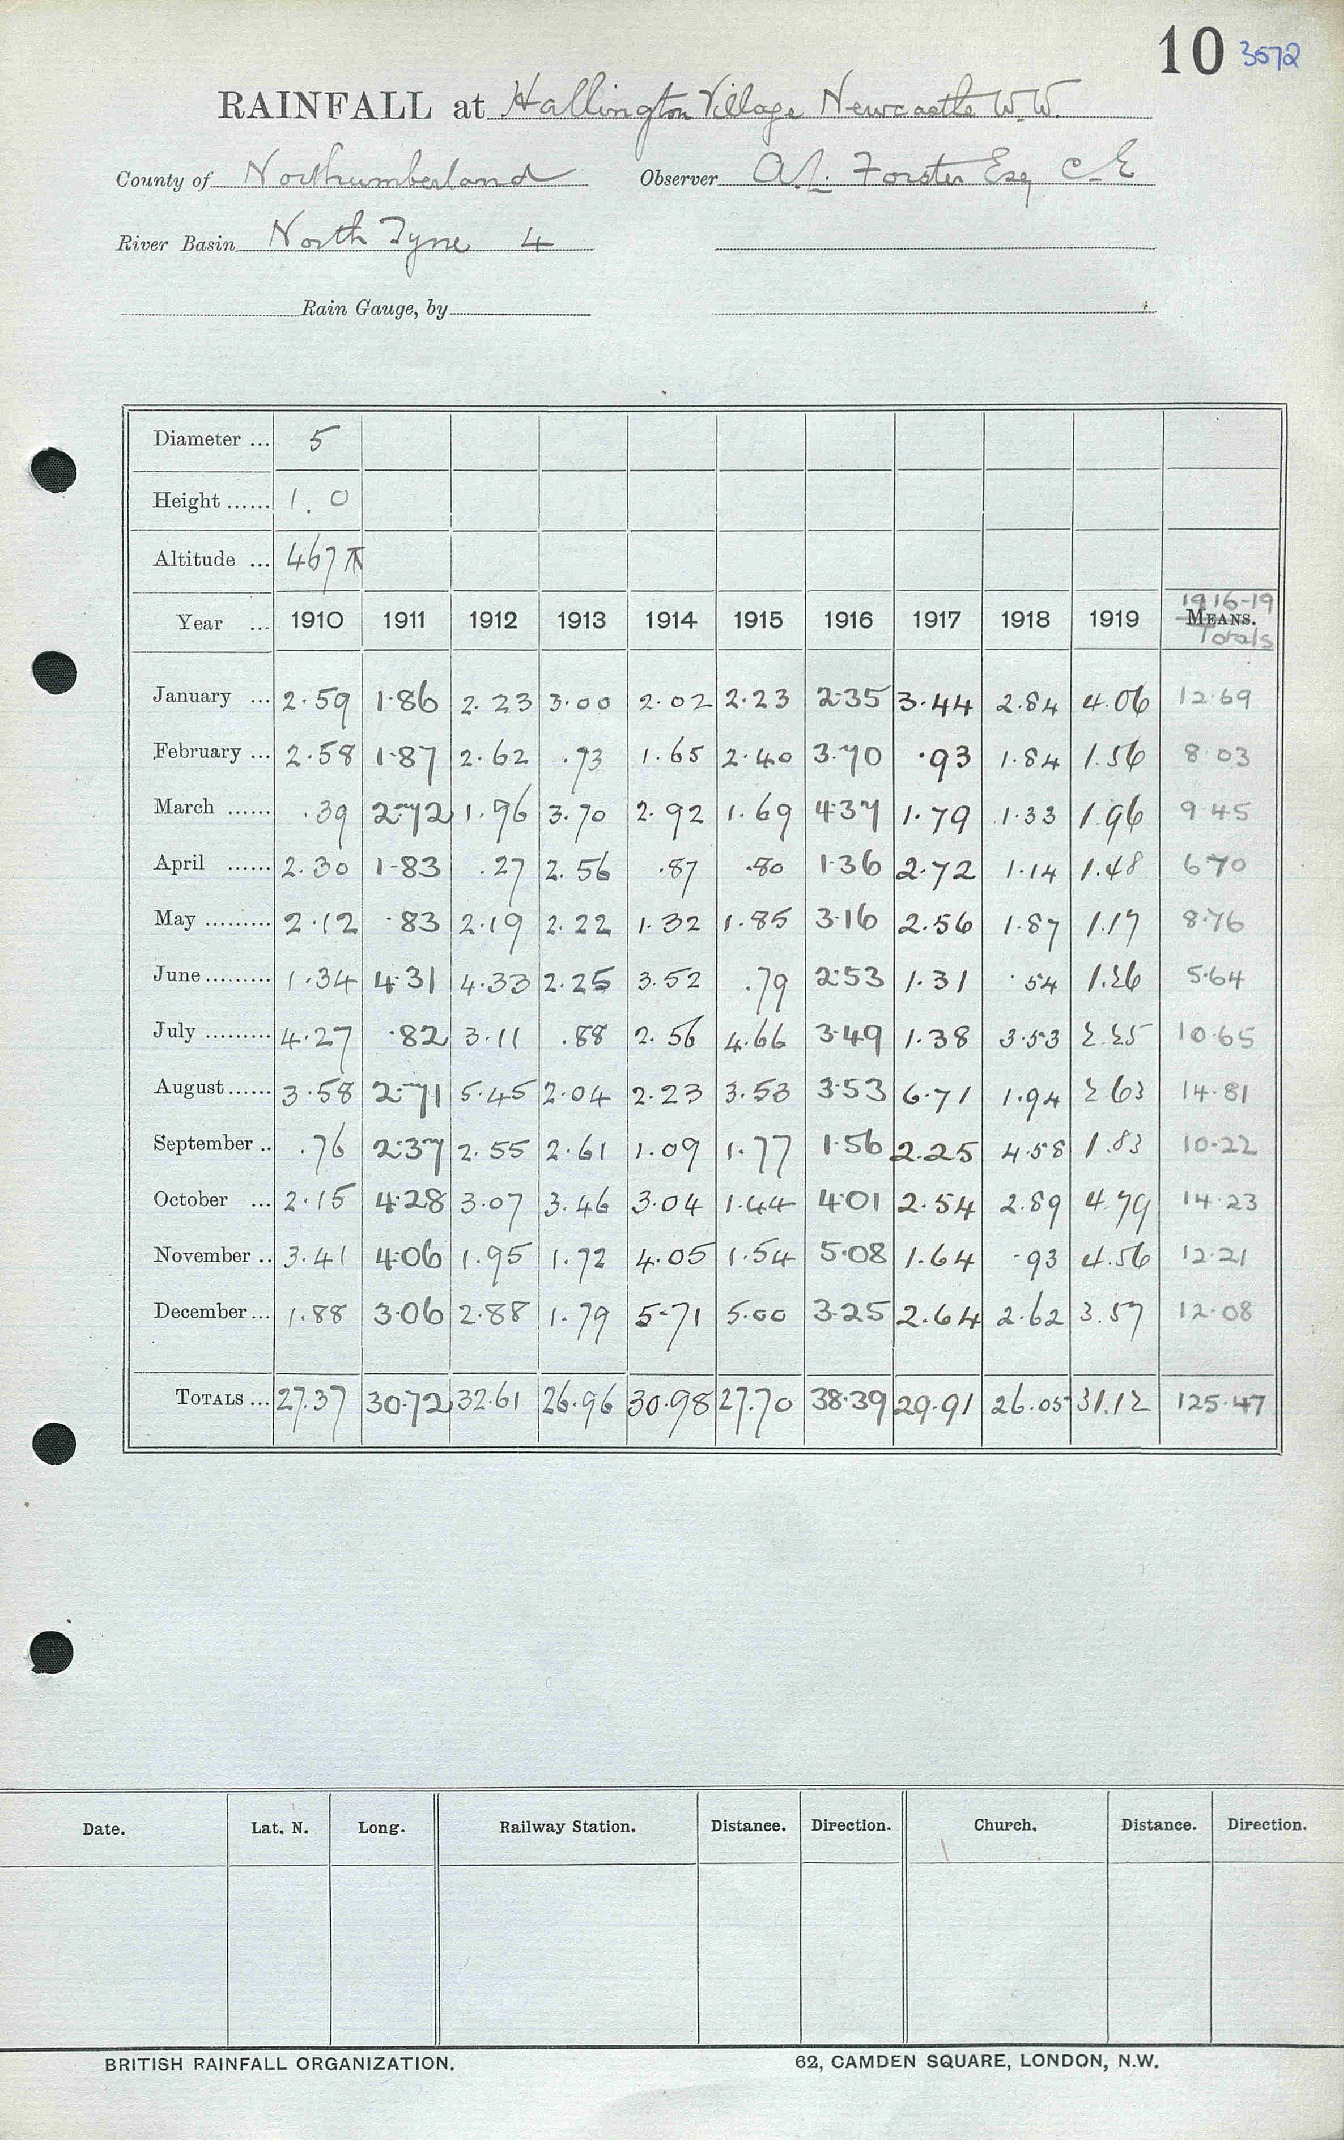 10 3572
RAINFALL at Hallington Village Newcastle W.W.
County of Northumberland Observer A.L. Forster Esq C.E
River Basin North Tyne 4
Rain Gauge, by
Diameter ... 5
Height ...... 1.0
Altitude ... 467
Year ... 1910 1911 1912 1913 1914 1915 1916 1917 1918 1919 1916-19 MEANS. Totals
January ... 2.59 1.86 2.23 3.00 2.02 2.23 2.35 3.44 2.84 4.06 12.69
February ... 2.58 1.87 2.62 .73 1.65 2.40 3.70 .93 1.84 1.56 8.03
March ...... .39 2.72 1.96 3.70 2.92 1.69 4.37 1.79 1.33 1.96 9.45
April ...... 2.30 1.83 .27 2.56 .87 .80 1.36 2.72 1.14 1.48 6.70
May ......... 2.12 .83 2.19 2.22 1.32 1.85 3.16 2.56 1.87 1.17 8.76
June ......... 1.34 4.31 4.33 2.25 3.52 .79 2.53 1.31 .54 1.26 5.64
July ......... 4.27 .82 3.11 .88 2.56 4.66 3.49 1.38 3.53 2.25 10.65
August ...... 3.58 2.71 5.45 2.04 2.23 3.53 3.53 6.71 1.94 2.63 14.81
September .. .76 2.37 2.55 2.61 1.09 1.77 1.56 2.25 4.58 1.83 10.22
October ... 2.15 4.28 3.07 3.46 3.04 1.44 4.01 2.54 2.89 4.79 14.23
November .. 3.41 4.06 1.95 1.72 4.05 1.54 5.08 1.64 .93 4.56 12.21
December ... 1.88 3.06 2.88 1.79 5.71 5.00 3.25 2.64 2.62 3.57 12.08
TOTALS ... 27.37 30.72 32.61 26.96 30.98 27.70 38.39 29.91 26.05 31.12 125.47
Date. Lat. N. Long. Railway Station. Distance. Direction. Church. Distance. Direction.
BRITISH RAINFALL ORGANIZATION. 62, CAMDEN SQUARE, LONDON, N.W.